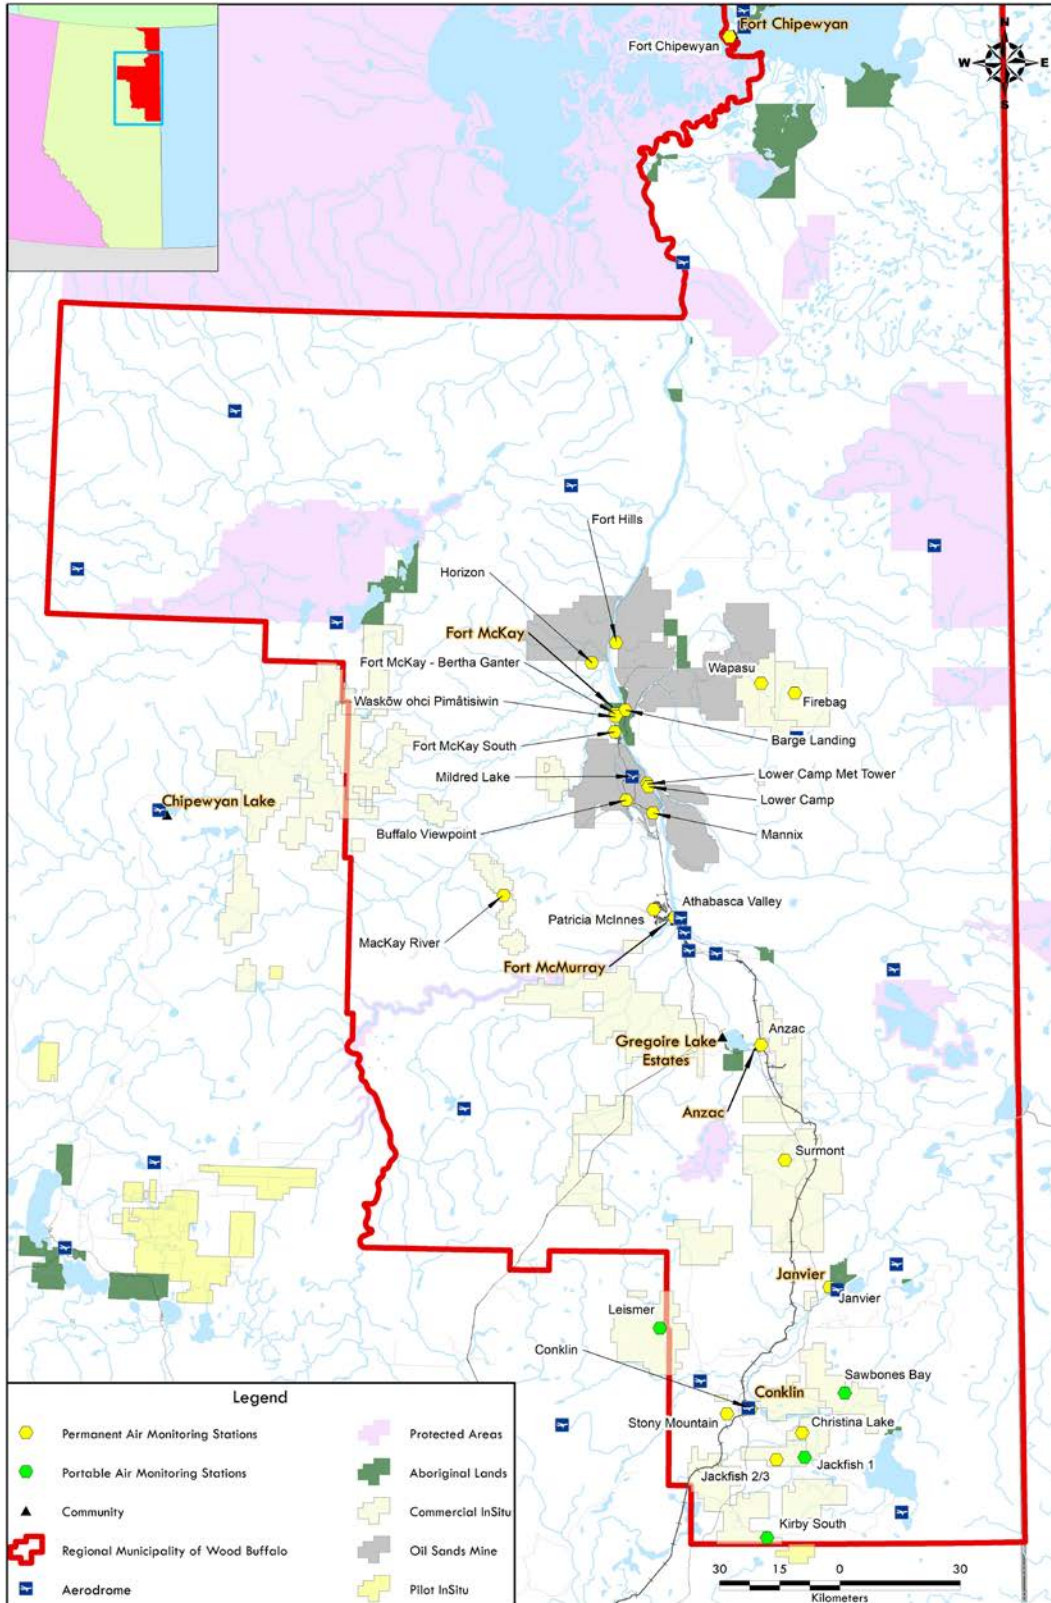 Fort Chipewyan
Fort Chipewyan
N
W
E
S
Fort Hills
Horizon
Fort McKay
Fort McKay - Bertha Ganter
Wapasu
Waskōw ohci Pimâtisiwin
Firebag
Fort McKay South
Barge Landing
Mildred Lake
Lower Camp Met Tower
Chipewyan Lake
Lower Camp
Buffalo Viewpoint
Mannix
Athabasca Valley
Patricia McInnes
MacKay River
Fort McMurray
Anzac
Gregoire Lake
Estates
Anzac
Surmont
Janvier
Janvier
Leismer
Conklin
Sawbones Bay
Conklin
Stony Mountain
Christina Lake
Jackfish 1
Jackfish 2/3
Kirby South
Legend
Permanent Air Monitoring Stations
Protected Areas
Portable Air Monitoring Stations
Aboriginal Lands
Community
Commercial InSitu
Regional Municipality of Wood Buffalo
Oil Sands Mine
Aerodrome
Pilot InSitu
30 15 0 30
Kilometers